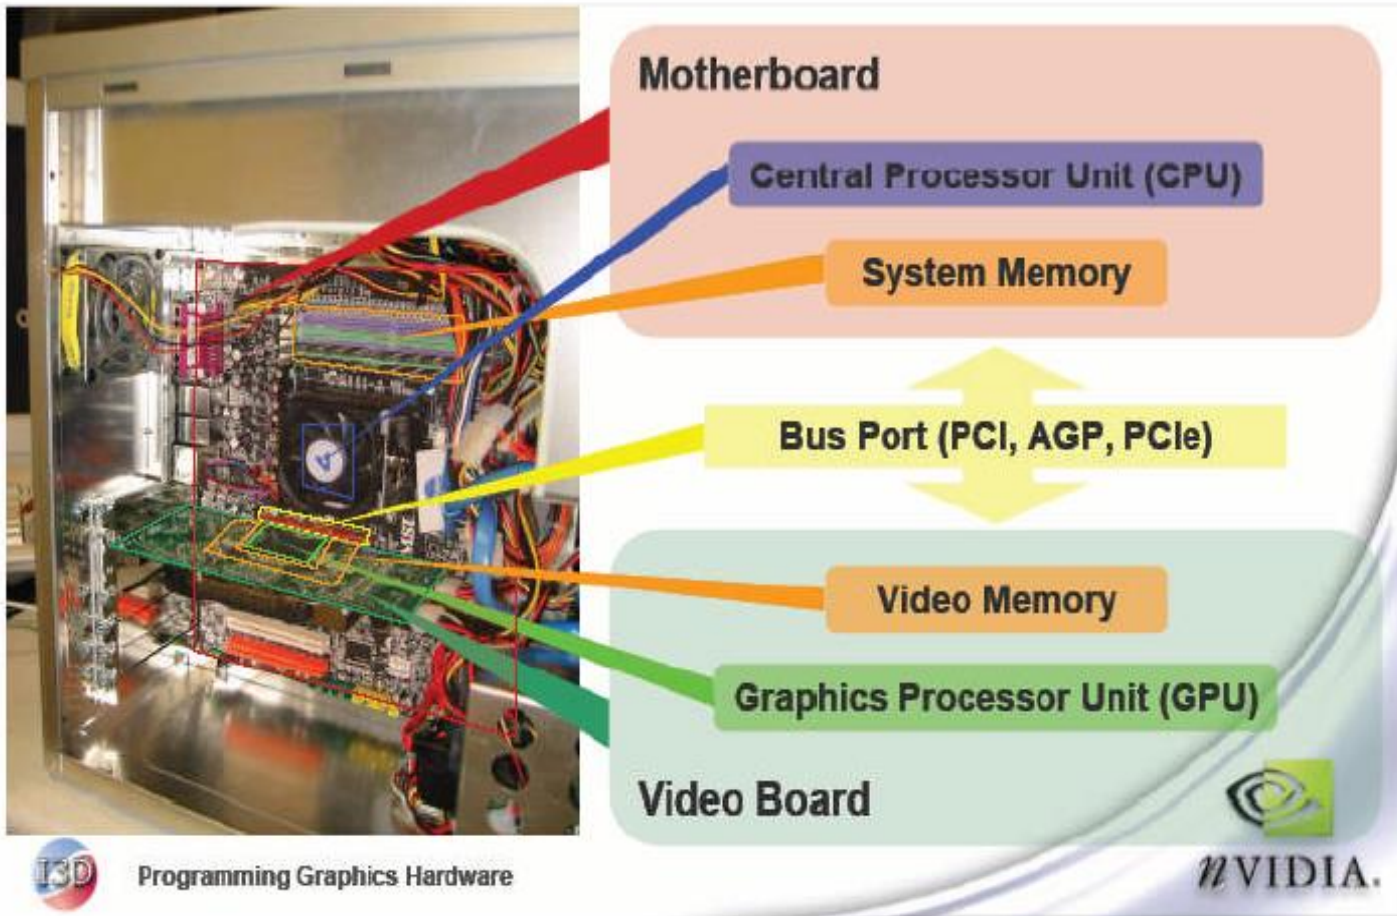 Motherboard
Central Processor Unit (CPU)
System Memory
Bus Port (PCI, AGP, PCIe)
Video Memory
Graphics Processor Unit (GPU)
Video Board
I3D
Programming Graphics Hardware
nVIDIA.